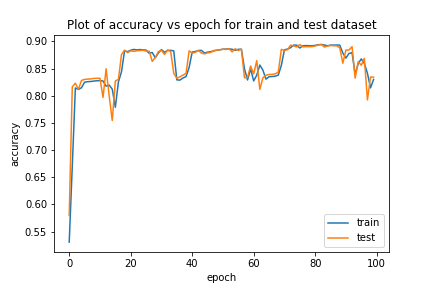 Plot of accuracy vs epoch for train and test dataset
0.90
0.85
0.80
0.75
0.70
0.65
0.60
0.55
accuracy
0 20 40 60 80 100
epoch
train
test